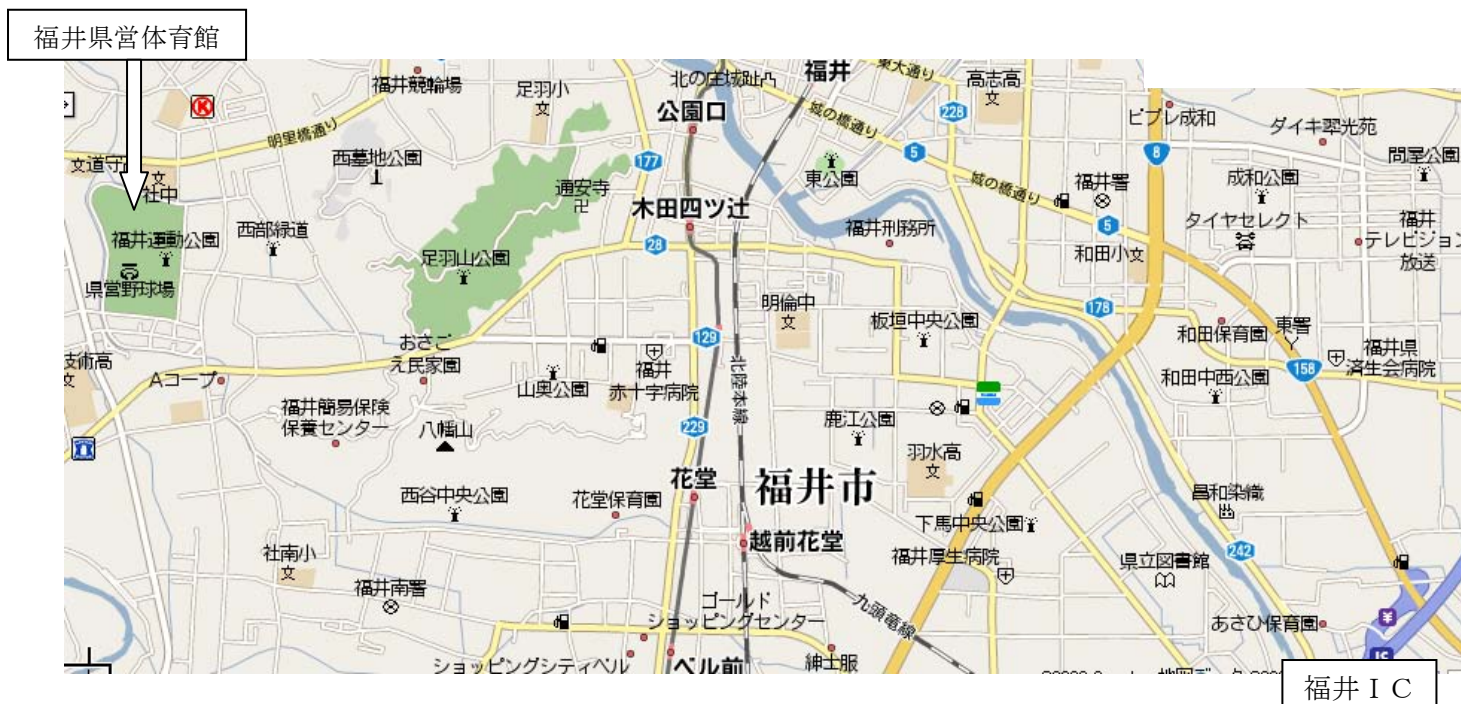 福井県営体育館
福井競輪場
足羽小
文
北の庄城趾
福井
東大通り
高志高
文
公園口
城の橋通り
228
ビブレ成和
ダイキ翠光苑
K
明里橋通り
西墓地公園
177
通安寺
東公園
5
8
問屋公園
文道守
文
社中
木田四ツ辻
城の橋通り
福井署
成和公園
福井運動公園
西部緑道
足羽山公園
28
福井刑務所
5
和田小文
タイヤセレクト
福井
テレビジョン
放送
県営野球場
明倫中
文
板垣中央公園
178
和田保育園
東署
福井県
済生会病院
技術高
文
Aコープ
おさご
え民家園
129
山奥公園
福井
赤十字病院
北陸本線
和田中西公園
158
福井簡易保険
保養センター
八幡山
229
鹿江公園
羽水高
文
花堂
福井市
西谷中央公園
花堂保育園
昌和染織
下馬中央公園
越前花堂
福井厚生病院
県立図書館
242
社南小
文
福井南署
ゴールド
ショッピングセンター
九頭竜線
あさひ保育園
¥
ショッピングシティベル
ベル前
紳士服
IC
福井ＩＣ